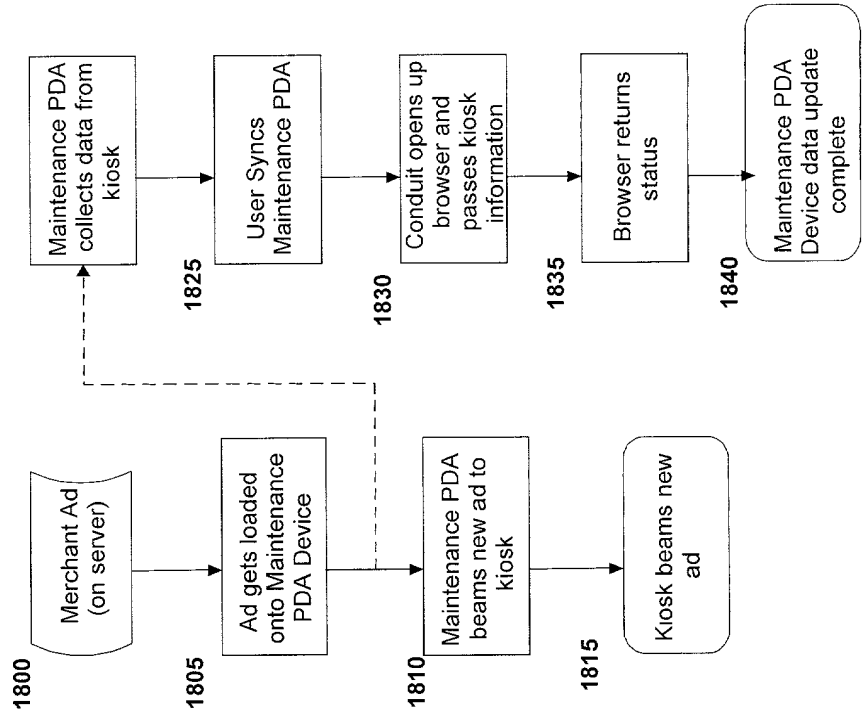 1800
Merchant Ad
(on server)
1805
Ad gets loaded
onto Maintenance
PDA Device
1810
Maintenance PDA
beams new ad to
kiosk
1815
Kiosk beams new
ad
Maintenance PDA
collects data from
kiosk
1825
User Syncs
Maintenance PDA
1830
Conduit opens up
browser and
passes kiosk
information
1835
Browser returns
status
1840
Maintenance PDA
Device data update
complete